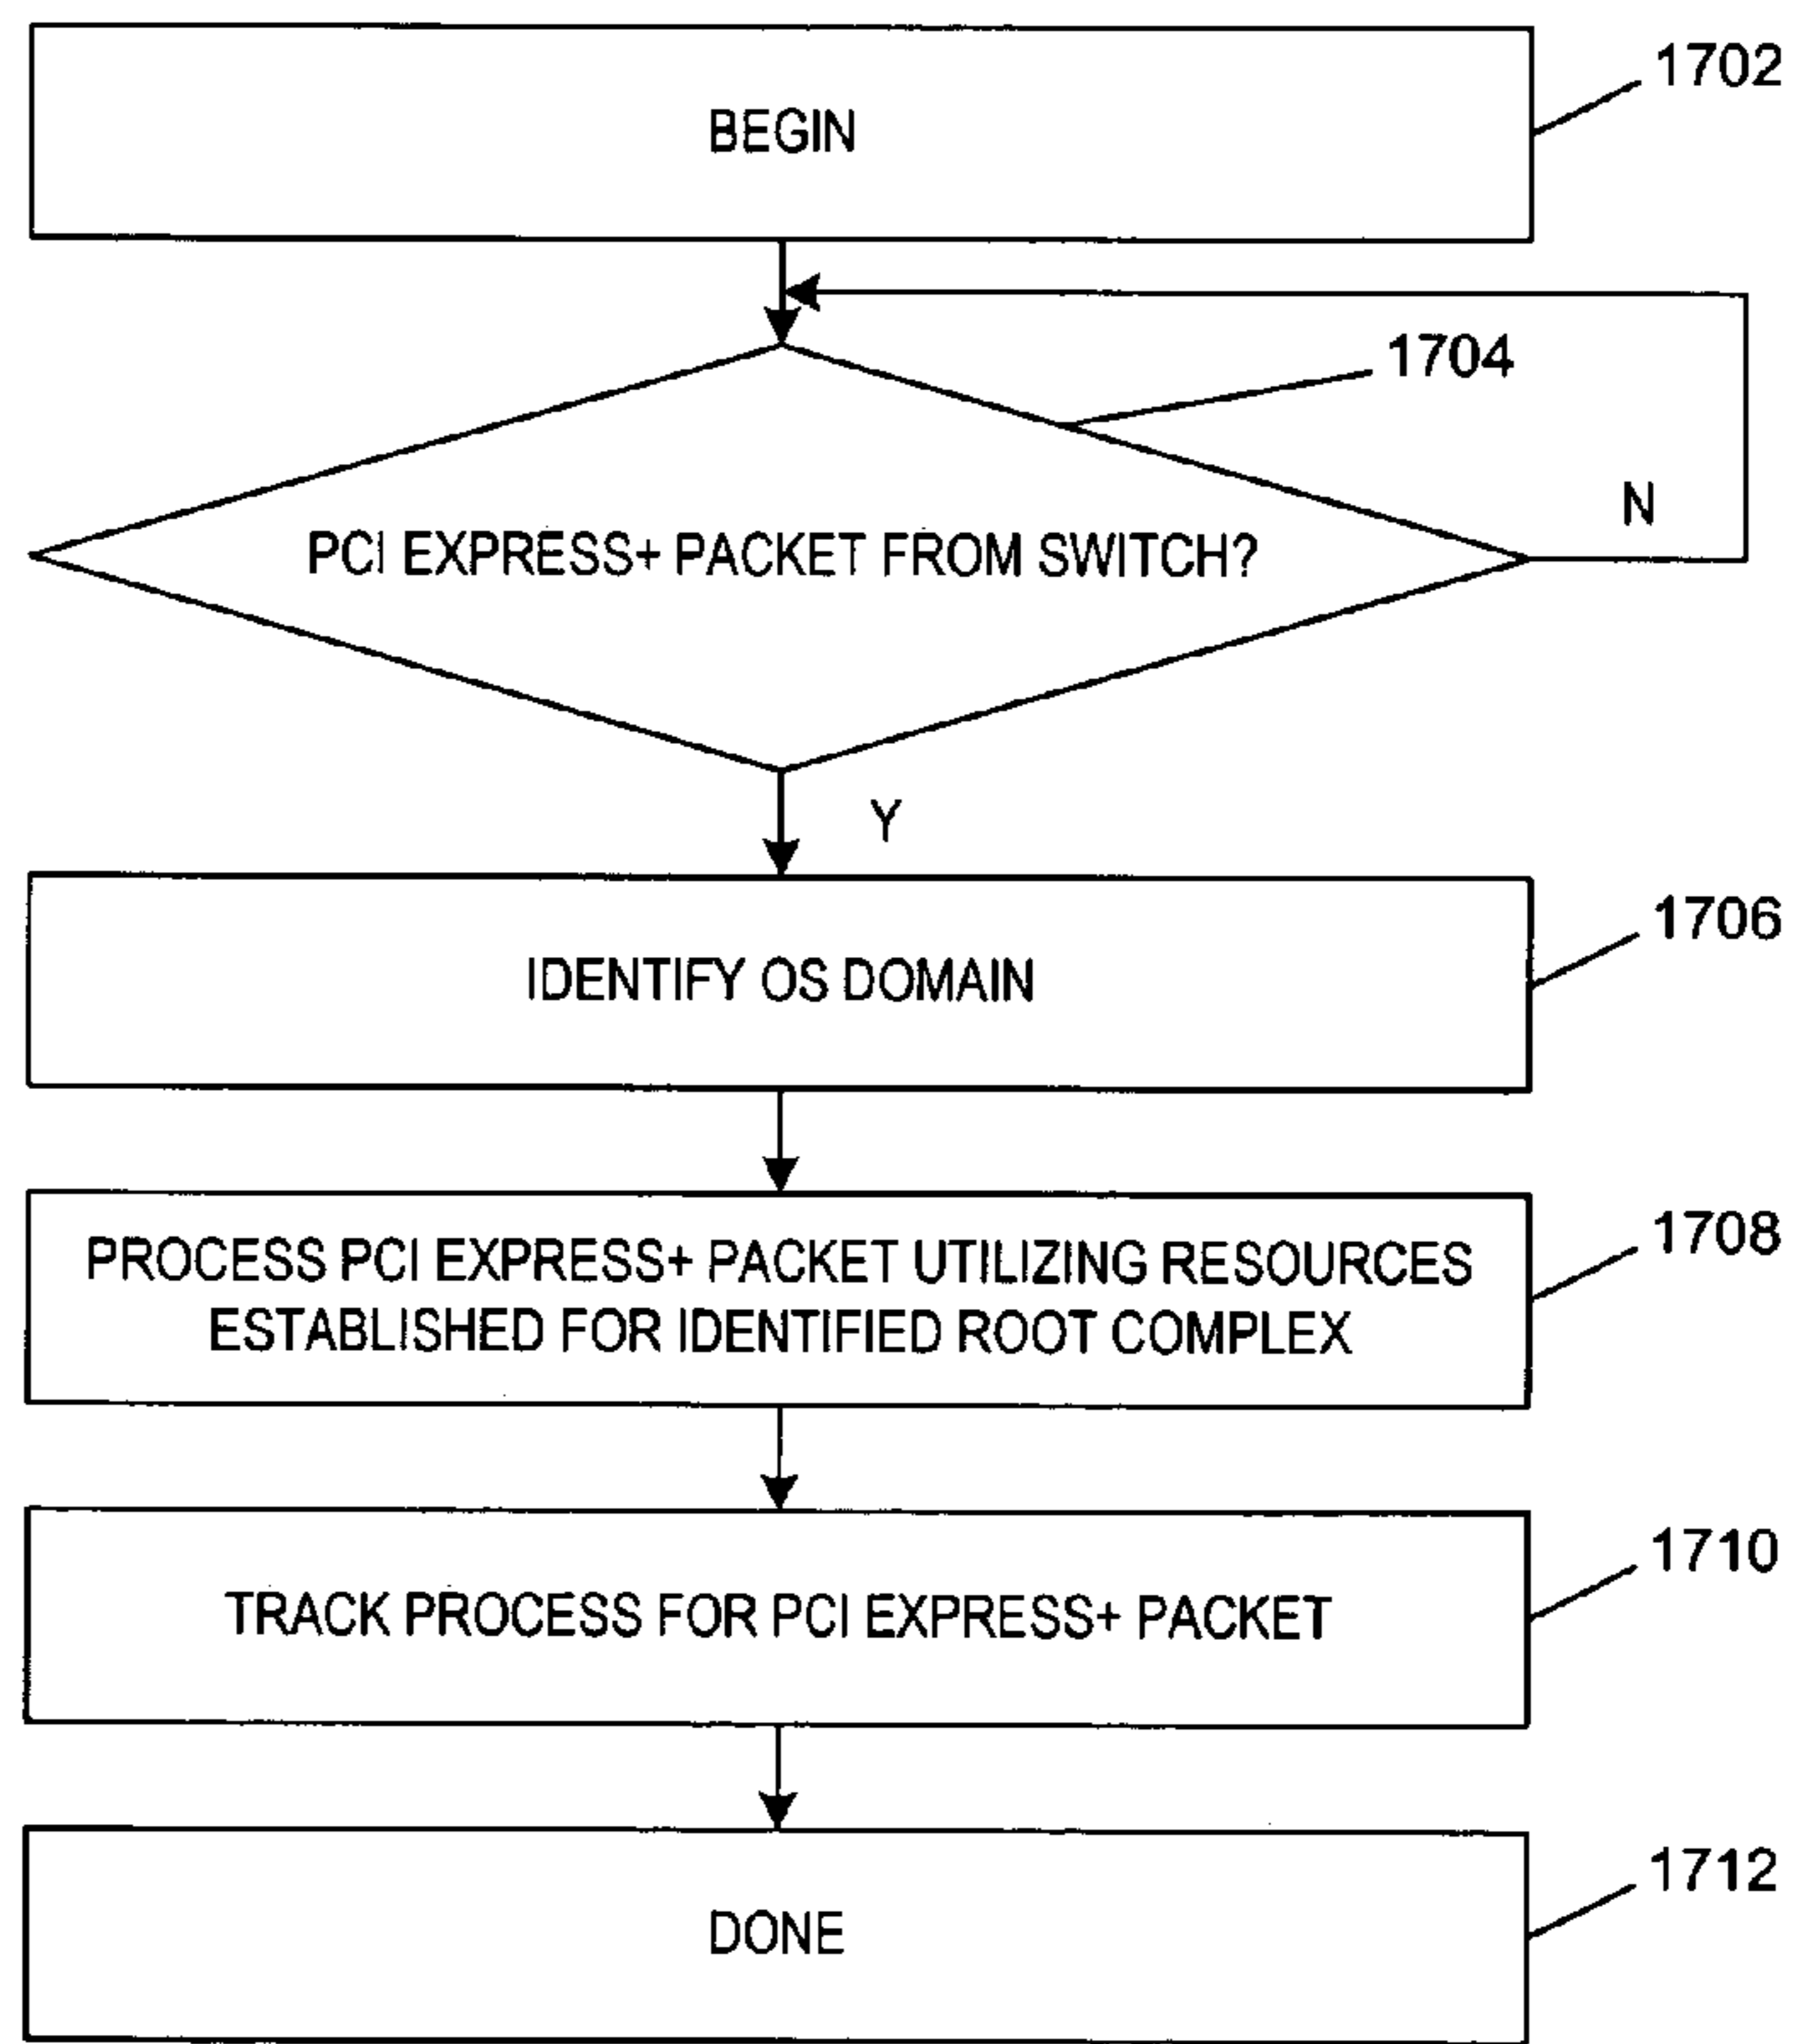 BEGIN
1702
1704
PCI EXPRESS+ PACKET FROM SWITCH?
N
Y
IDENTIFY OS DOMAIN
1706
PROCESS PCI EXPRESS+ PACKET UTILIZING RESOURCES
ESTABLISHED FOR IDENTIFIED ROOT COMPLEX
1708
TRACK PROCESS FOR PCI EXPRESS+ PACKET
1710
DONE
1712